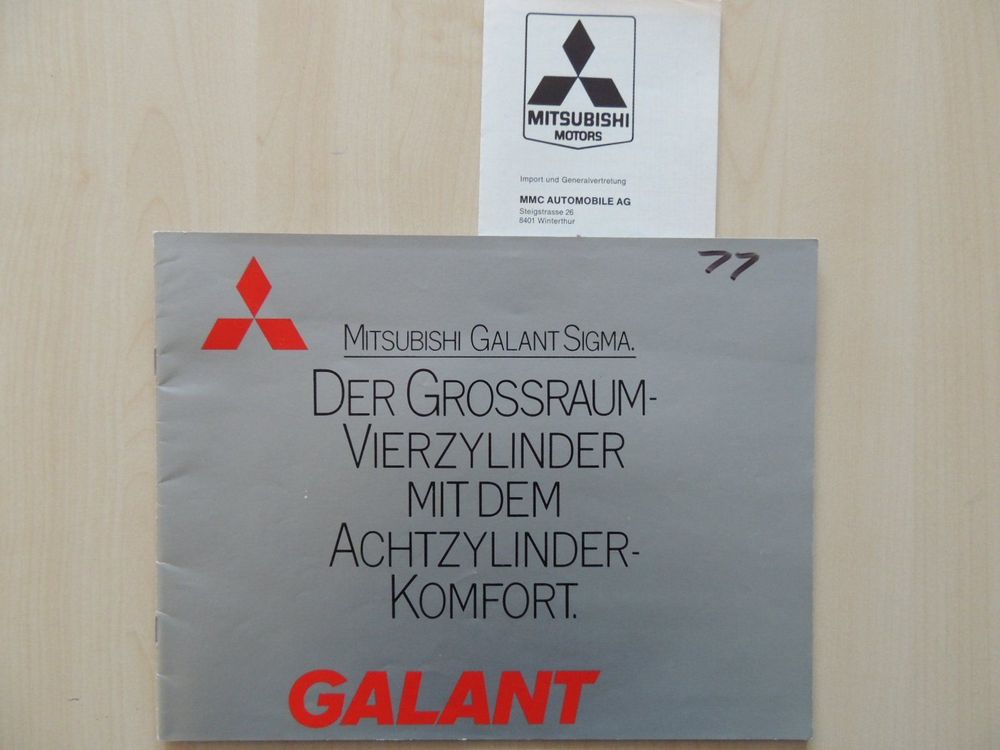 MITSUBISHI
MOTORS
Import und Generalvertretung
MMC AUTOMOBILE AG
Steigstrasse 26
8401 Winterthur
77
MITSUBISHI GALANT SIGMA.
DER GROSSRAUM-
VIERZYLINDER
MIT DEM
ACHTZYLINDER-
KOMFORT.
GALANT